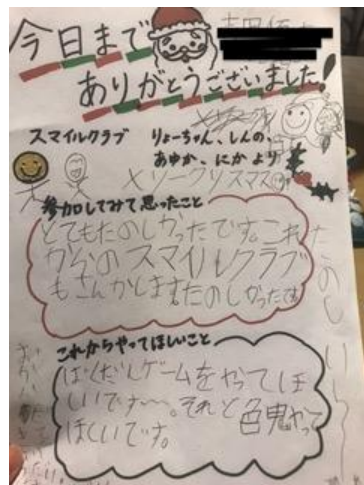 今日まで
ありがとうございました!
スマイルクラブ りょーちゃん、しんの、
あゆか、にか より
メリークリスマス
参加してみて思ったこと
とてもたのしかったです。これ
からのスマイルクラブ
もさんかします。たのしかったです
これからやってほしいこと
ばくだんゲームをやってほ
しいです〜。それと色鬼やって
ほしいです。